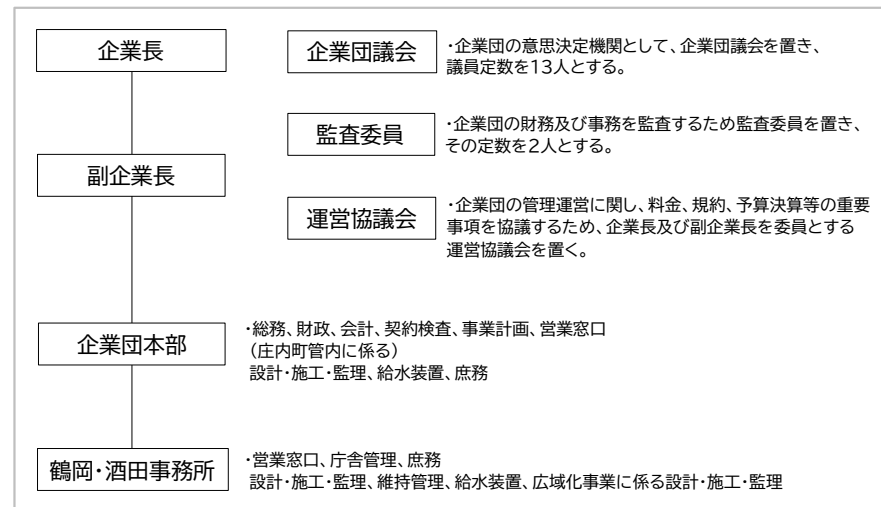 企業長
企業団議会
・企業団の意思決定機関として、企業団議会を置き、
議員定数を13人とする。
監査委員
・企業団の財務及び事務を監査するため監査委員を置き、
その定数を2人とする。
副企業長
運営協議会
・企業団の管理運営に関し、料金、規約、予算決算等の重要
事項を協議するため、企業長及び副企業長を委員とする
運営協議会を置く。
企業団本部
・総務、財政、会計、契約検査、事業計画、営業窓口
（庄内町管内に係る）
設計・施工・監理、給水装置、庶務
鶴岡・酒田事務所
・営業窓口、庁舎管理、庶務
設計・施工・監理、維持管理、給水装置、広域化事業に係る設計・施工・監理